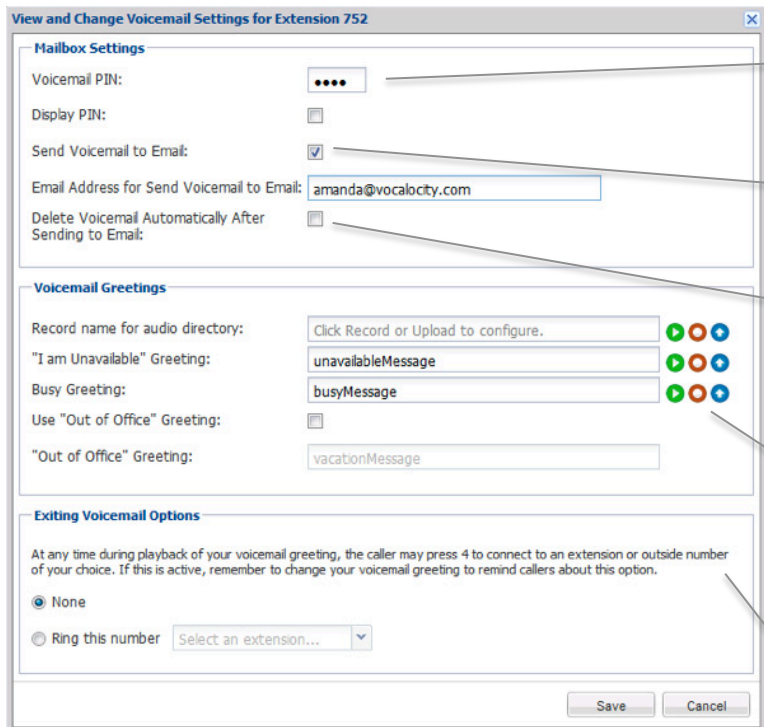 View and Change Voicemail Settings for Extension 752
Mailbox Settings
Voicemail PIN:
••••
Display PIN:
Send Voicemail to Email:
Email Address for Send Voicemail to Email: amanda@vocalocity.com
Delete Voicemail Automatically After
Sending to Email:
Voicemail Greetings
Record name for audio directory: Click Record or Upload to configure.
"I am Unavailable" Greeting: unavailableMessage
Busy Greeting: busyMessage
Use "Out of Office" Greeting:
"Out of Office" Greeting: vacationMessage
Exiting Voicemail Options
At any time during playback of your voicemail greeting, the caller may press 4 to connect to an extension or outside number
of your choice. If this is active, remember to change your voicemail greeting to remind callers about this option.
None
Ring this number Select an extension...
Save Cancel